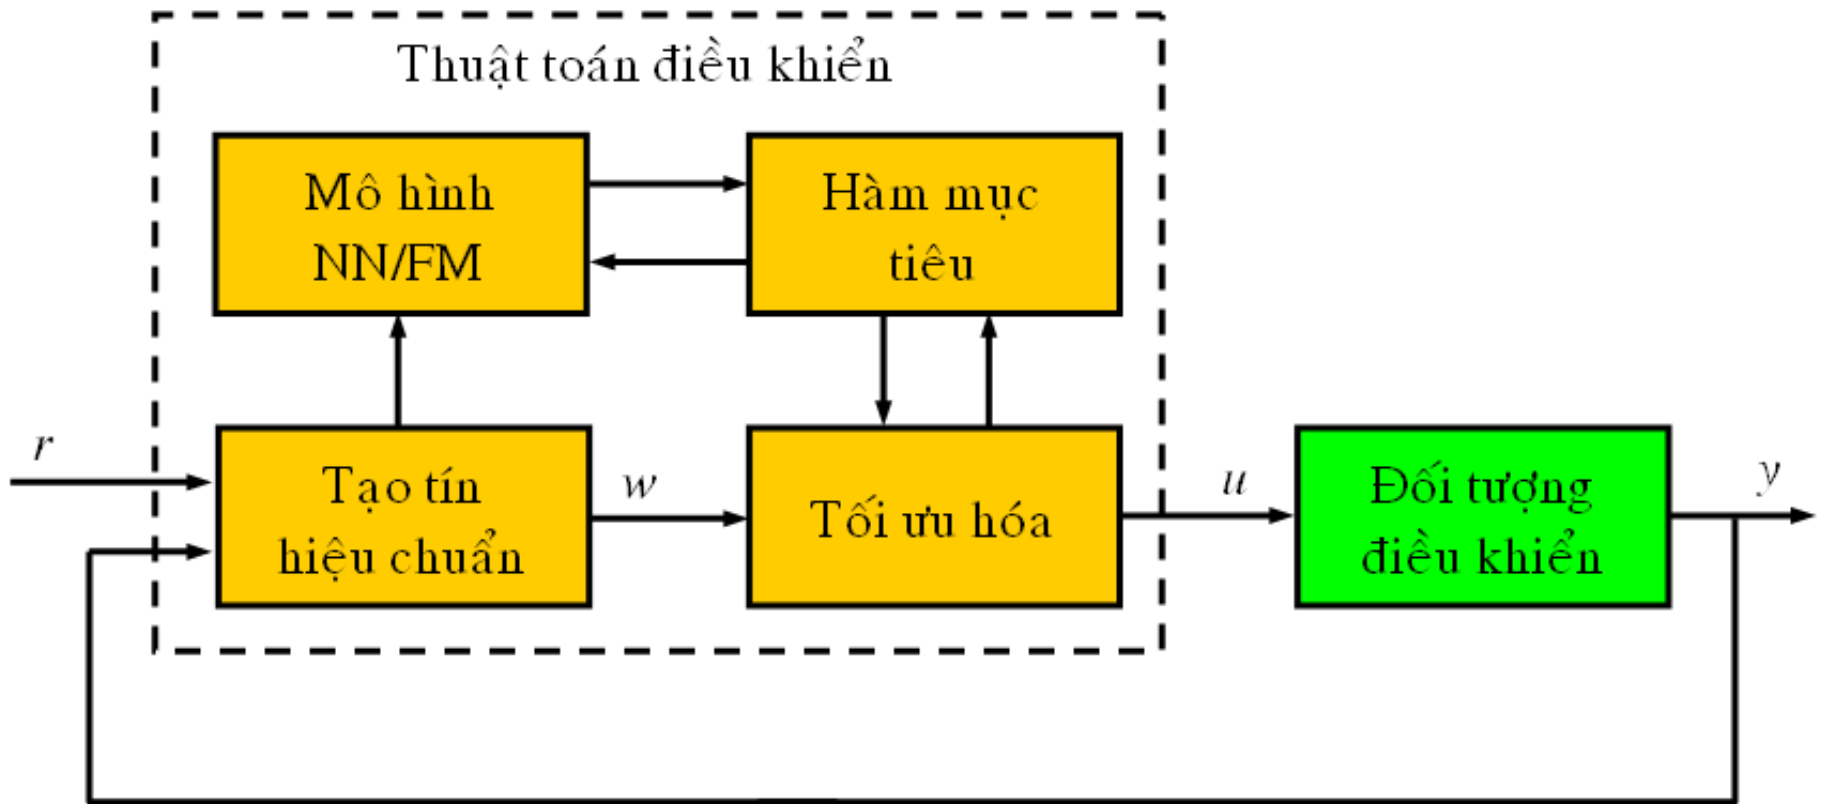 Thuật toán điều khiển
Mô hình
NN/FM
Hàm mục
tiêu
r
Tạo tín
hiệu chuẩn
w
Tối ưu hóa
u
Đối tượng
điều khiển
y